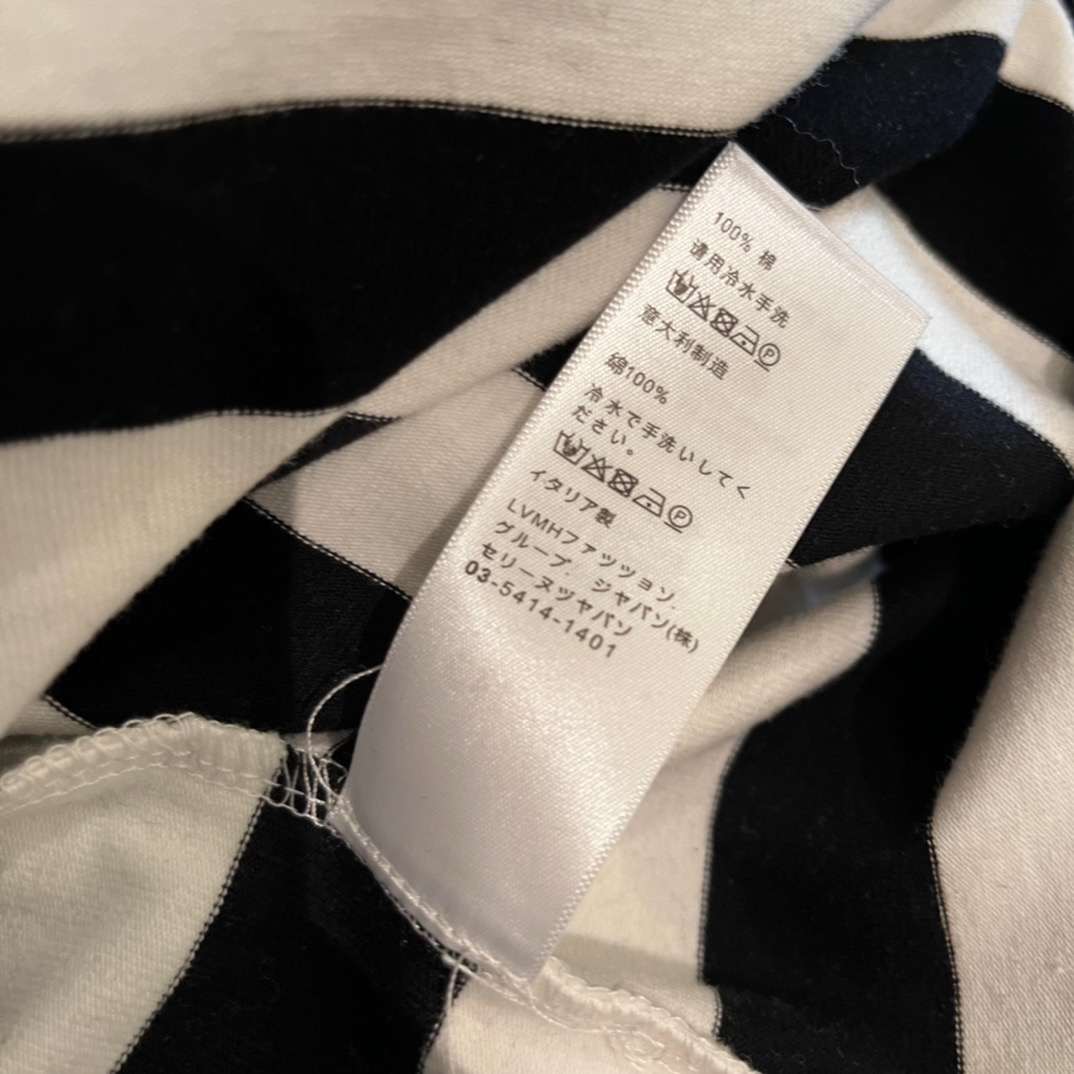 100% 棉
请用冷水手洗
P
意大利制造
綿100%
冷水で手洗いしてく
ださい。
P
イタリア製
LVMHファッツョン.
グループ. ジャパン(株)
セリーヌツヤパン
03-5414-1401